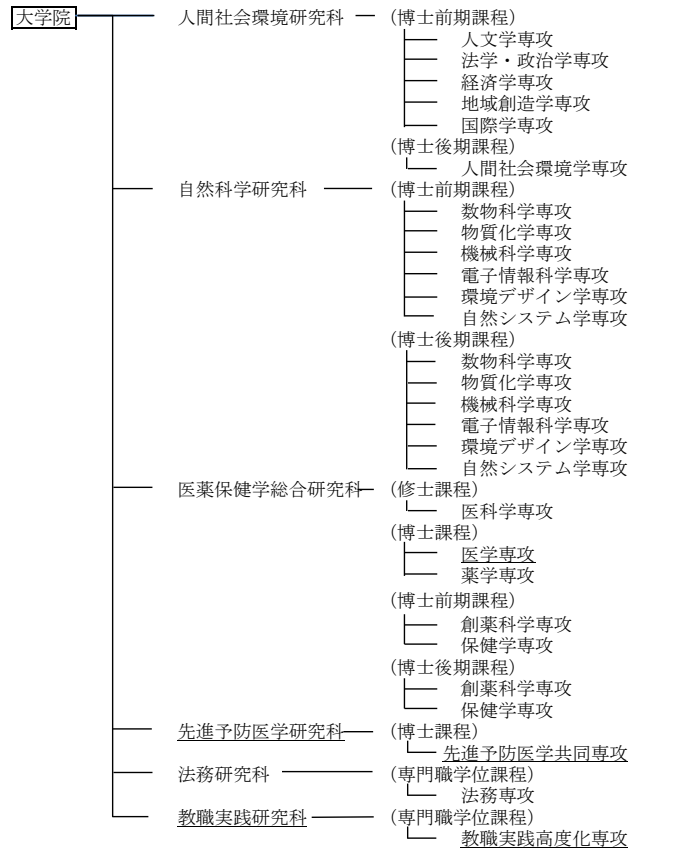 大学院 人間社会環境研究科 (博士前期課程)
人文学専攻
法学・政治学専攻
経済学専攻
地域創造学専攻
国際学専攻
(博士後期課程)
人間社会環境学専攻
自然科学研究科 (博士前期課程)
数物科学専攻
物質化学専攻
機械科学専攻
電子情報科学専攻
環境デザイン学専攻
自然システム学専攻
(博士後期課程)
数物科学専攻
物質化学専攻
機械科学専攻
電子情報科学専攻
環境デザイン学専攻
自然システム学専攻
医薬保健学総合研究科 (修士課程)
医科学専攻
(博士課程)
医学専攻
薬学専攻
(博士前期課程)
創薬科学専攻
保健学専攻
(博士後期課程)
創薬科学専攻
保健学専攻
先進予防医学研究科 (博士課程)
先進予防医学共同専攻
法務研究科 (専門職学位課程)
法務専攻
教職実践研究科 (専門職学位課程)
教職実践高度化専攻